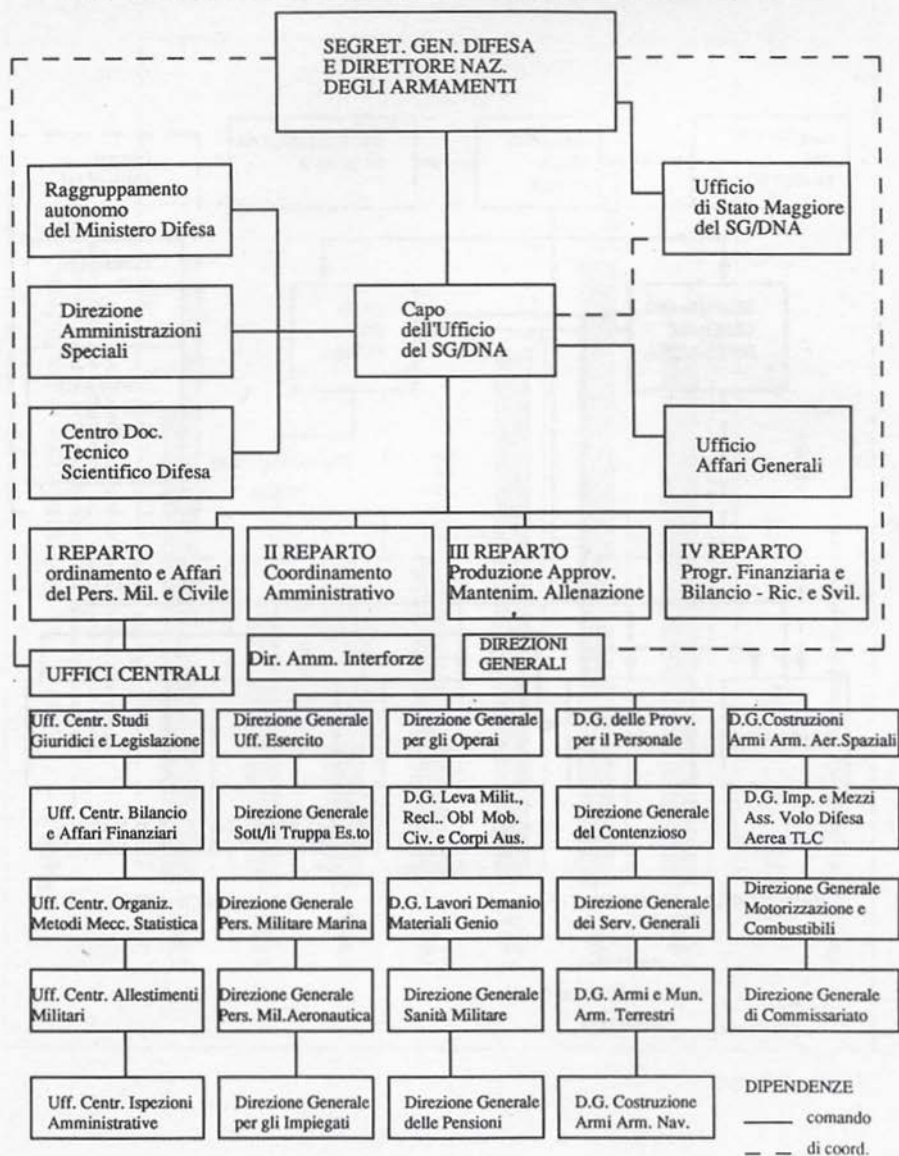 SEGRET. GEN. DIFESA
E DIRETTORE NAZ.
DEGLI ARMAMENTI
Raggruppamento
autonomo
del Ministero Difesa
Ufficio
di Stato Maggiore
del SG/DNA
Direzione
Amministrazioni
Speciali
Capo
dell'Ufficio
del SG/DNA
Centro Doc.
Tecnico
Scientifico Difesa
Ufficio
Affari Generali
I REPARTO
ordinamento e Affari
del Pers. Mil. e Civile
II REPARTO
Coordinamento
Amministrativo
III REPARTO
Produzione Approv.
Mantenim. Allenazione
IV REPARTO
Progr. Finanziaria e
Bilancio - Ric. e Svil.
UFFICI CENTRALI
Dir. Amm. Interforze
DIREZIONI
GENERALI
Uff. Centr. Studi
Giuridici e Legislazione
Direzione Generale
Uff. Esercito
Direzione Generale
per gli Operai
D.G. delle Provv.
per il Personale
D.G.Costruzioni
Armi Arm. Aer.Spaziali
Uff. Centr. Bilancio
e Affari Finanziari
Direzione Generale
Sott/li Truppa Es.to
D.G. Leva Milit.,
Recl.. Obl Mob.
Civ. e Corpi Aus.
Direzione Generale
del Contenzioso
D.G. Imp. e Mezzi
Ass. Volo Difesa
Aerea TLC
Uff. Centr. Organiz.
Metodi Mecc. Statistica
Direzione Generale
Pers. Militare Marina
D.G. Lavori Demanio
Materiali Genio
Direzione Generale
dei Serv. Generali
Direzione Generale
Motorizzazione e
Combustibili
Uff. Centr. Allestimenti
Militari
Direzione Generale
Pers. Mil.Aeronautica
Direzione Generale
Sanità Militare
D.G. Armi e Mun.
Arm. Terrestri
Direzione Generale
di Commissariato
Uff. Centr. Ispezioni
Amministrative
Direzione Generale
per gli Impiegati
Direzione Generale
delle Pensioni
D.G. Costruzione
Armi Arm. Nav.
DIPENDENZE
comando
di coord.